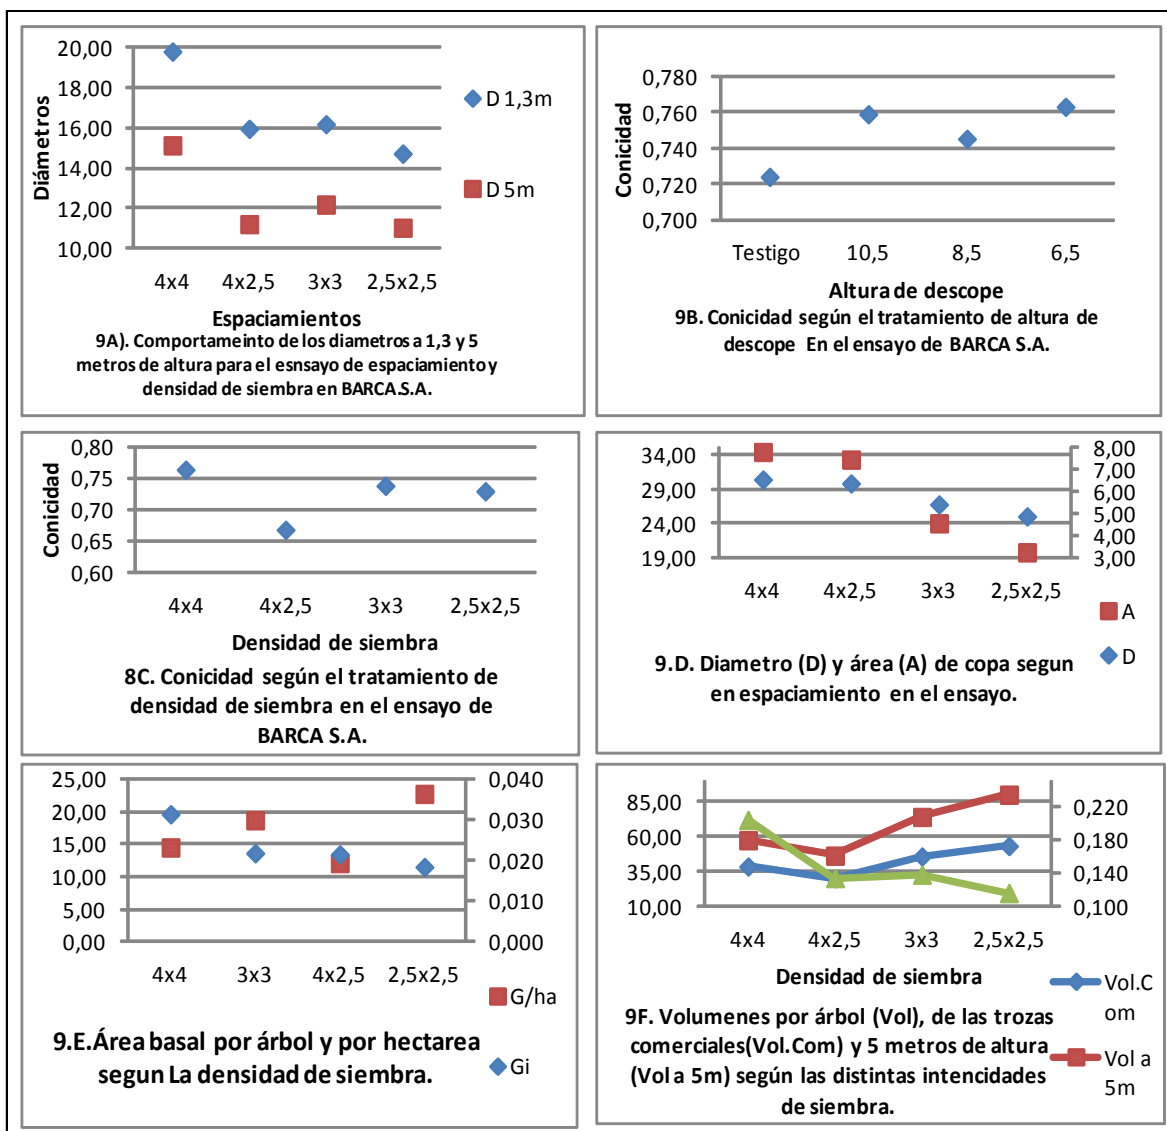 20,00
18,00
16,00
14,00
12,00
10,00
Diámetros
4x4 4x2,5 3x3 2,5x2,5
Espaciamientos
D 1,3m
D 5m
9A). Comportameinto de los diametros a 1,3 y 5
metros de altura para el esnsayo de espaciamiento y
densidad de siembra en BARCA.S.A.
0,780
0,760
0,740
0,720
0,700
Conicidad
Testigo 10,5 8,5 6,5
Altura de descope
9B. Conicidad según el tratamiento de altura de
descope En el ensayo de BARCA S.A.
0,80
0,75
0,70
0,65
0,60
Conicidad
4x4 4x2,5 3x3 2,5x2,5
Densidad de siembra
8C. Conicidad según el tratamiento de
densidad de siembra en el ensayo de
BARCA S.A.
34,00
29,00
24,00
19,00
8,00
7,00
6,00
5,00
4,00
3,00
4x4 4x2,5 3x3 2,5x2,5
A
D
9.D. Diametro (D) y área (A) de copa segun
en espaciamiento en el ensayo.
25,00
20,00
15,00
10,00
5,00
0,00
0,040
0,030
0,020
0,010
0,000
4x4 3x3 4x2,5 2,5x2,5
G/ha
Gi
9.E.Área basal por árbol y por hectarea
segun La densidad de siembra.
85,00
60,00
35,00
10,00
0,220
0,180
0,140
0,100
4x4 4x2,5 3x3 2,5x2,5
Densidad de siembra
Vol.C
om
Vol a
5m
9F. Volumenes por árbol (Vol), de las trozas
comerciales(Vol.Com) y 5 metros de altura
(Vol a 5m) según las distintas intencidades
de siembra.